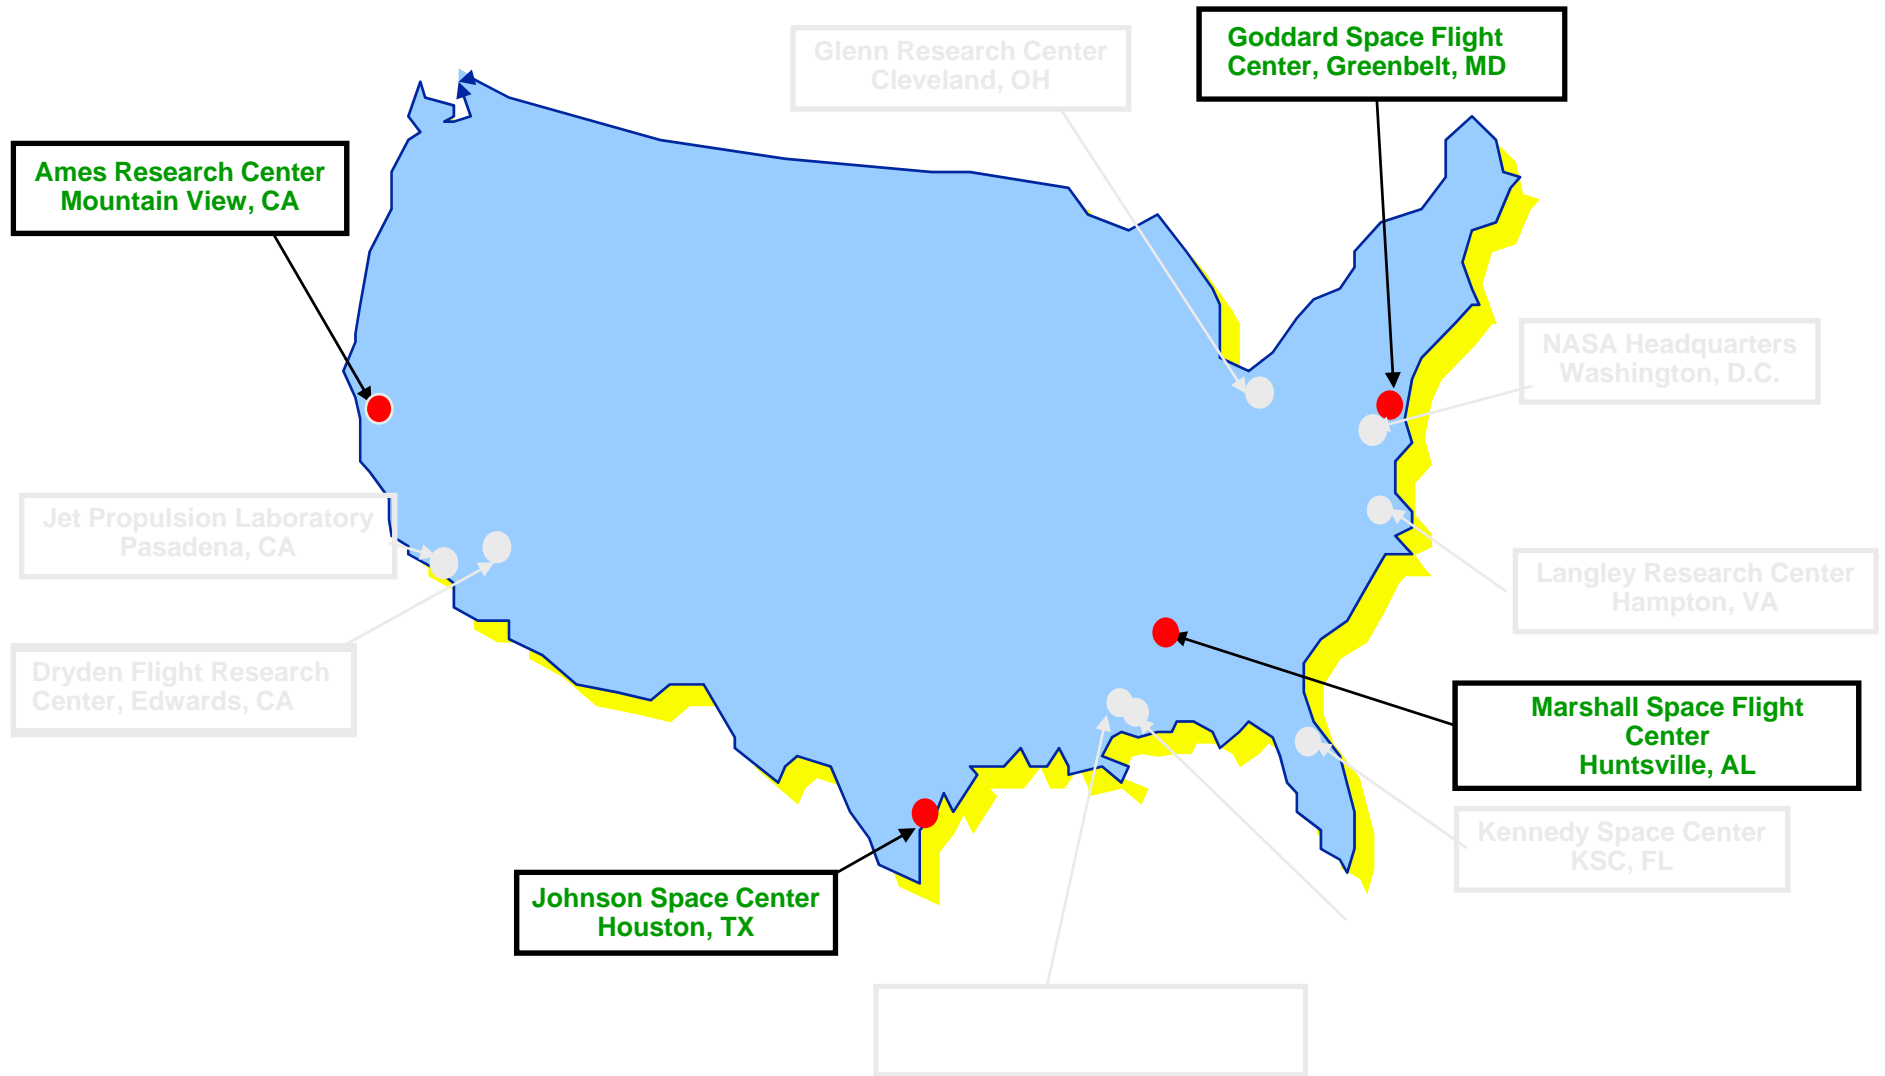 Glenn Research Center
Cleveland, OH
Goddard Space Flight
Center, Greenbelt, MD
Ames Research Center
Mountain View, CA
NASA Headquarters
Washington, D.C.
Jet Propulsion Laboratory
Pasadena, CA
Langley Research Center
Hampton, VA
Dryden Flight Research
Center, Edwards, CA
Marshall Space Flight
Center
Huntsville, AL
Kennedy Space Center
KSC, FL
Johnson Space Center
Houston, TX